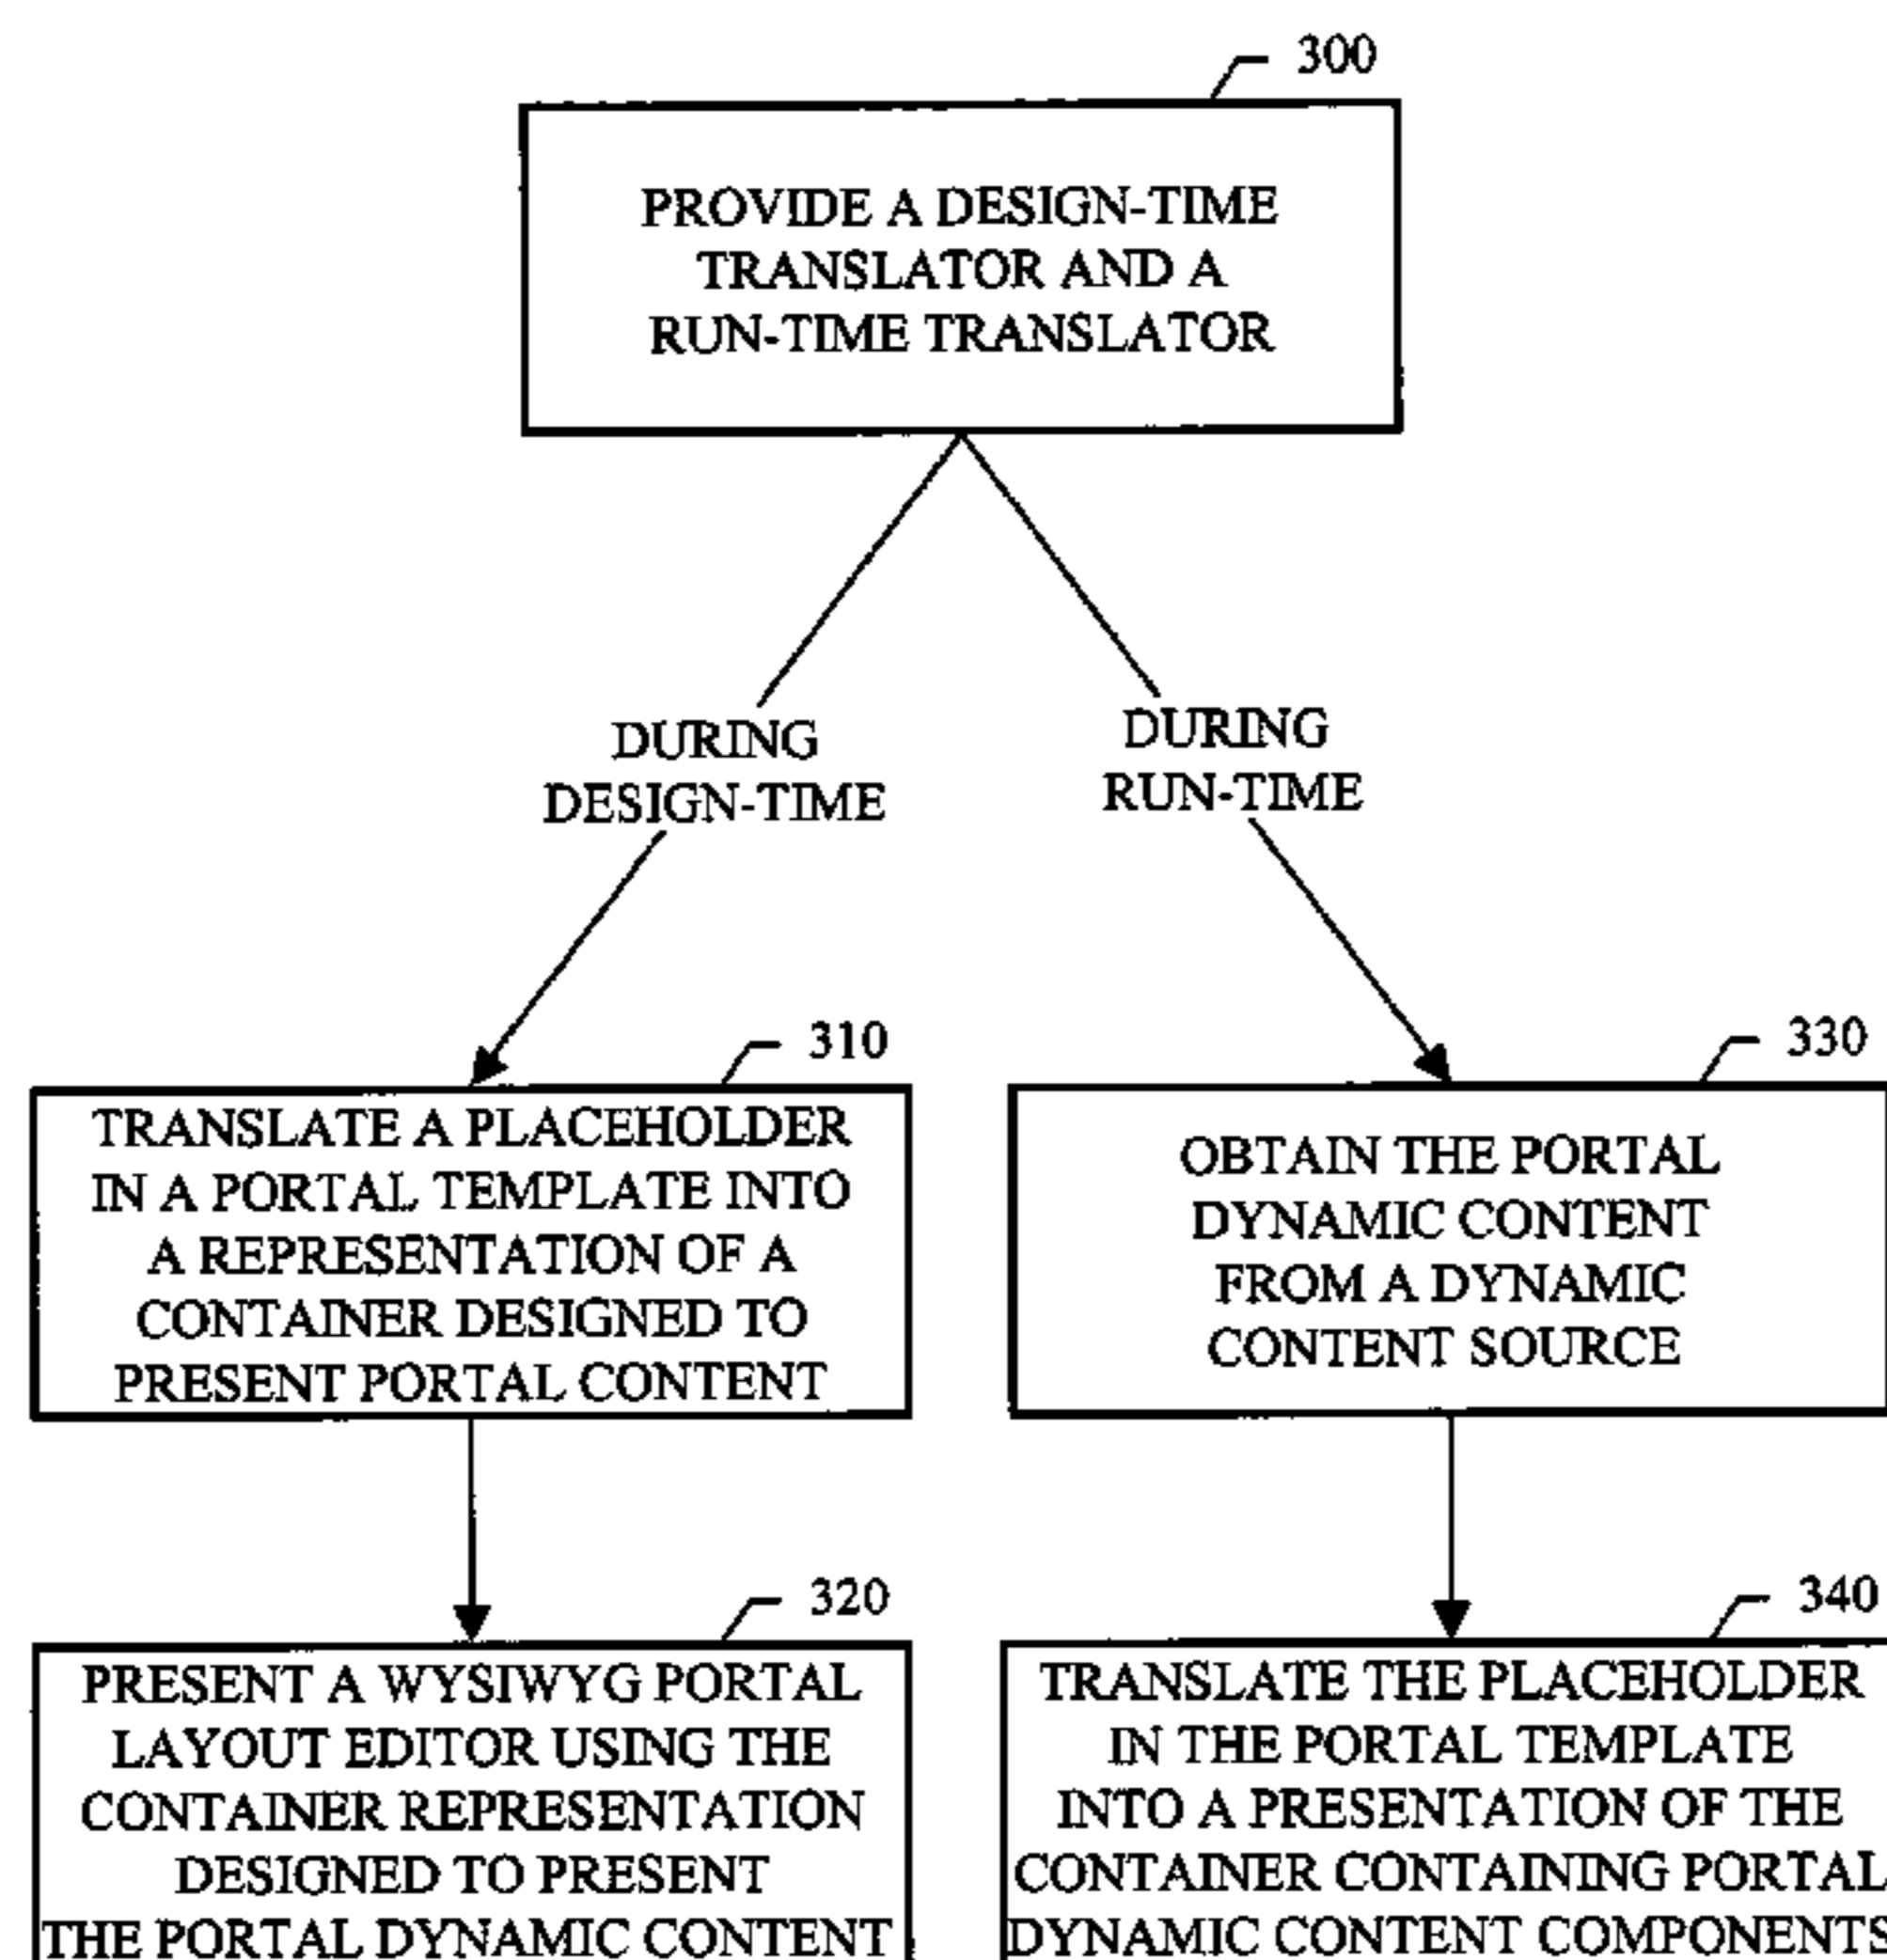 300
PROVIDE A DESIGN-TIME
TRANSLATOR AND A
RUN-TIME TRANSLATOR
DURING
DESIGN-TIME
DURING
RUN-TIME
310
TRANSLATE A PLACEHOLDER
IN A PORTAL TEMPLATE INTO
A REPRESENTATION OF A
CONTAINER DESIGNED TO
PRESENT PORTAL CONTENT
330
OBTAIN THE PORTAL
DYNAMIC CONTENT
FROM A DYNAMIC
CONTENT SOURCE
320
PRESENT A WYSIWYG PORTAL
LAYOUT EDITOR USING THE
CONTAINER REPRESENTATION
DESIGNED TO PRESENT
THE PORTAL DYNAMIC CONTENT
340
TRANSLATE THE PLACEHOLDER
IN THE PORTAL TEMPLATE
INTO A PRESENTATION OF THE
CONTAINER CONTAINING PORTAL
DYNAMIC CONTENT COMPONENTS